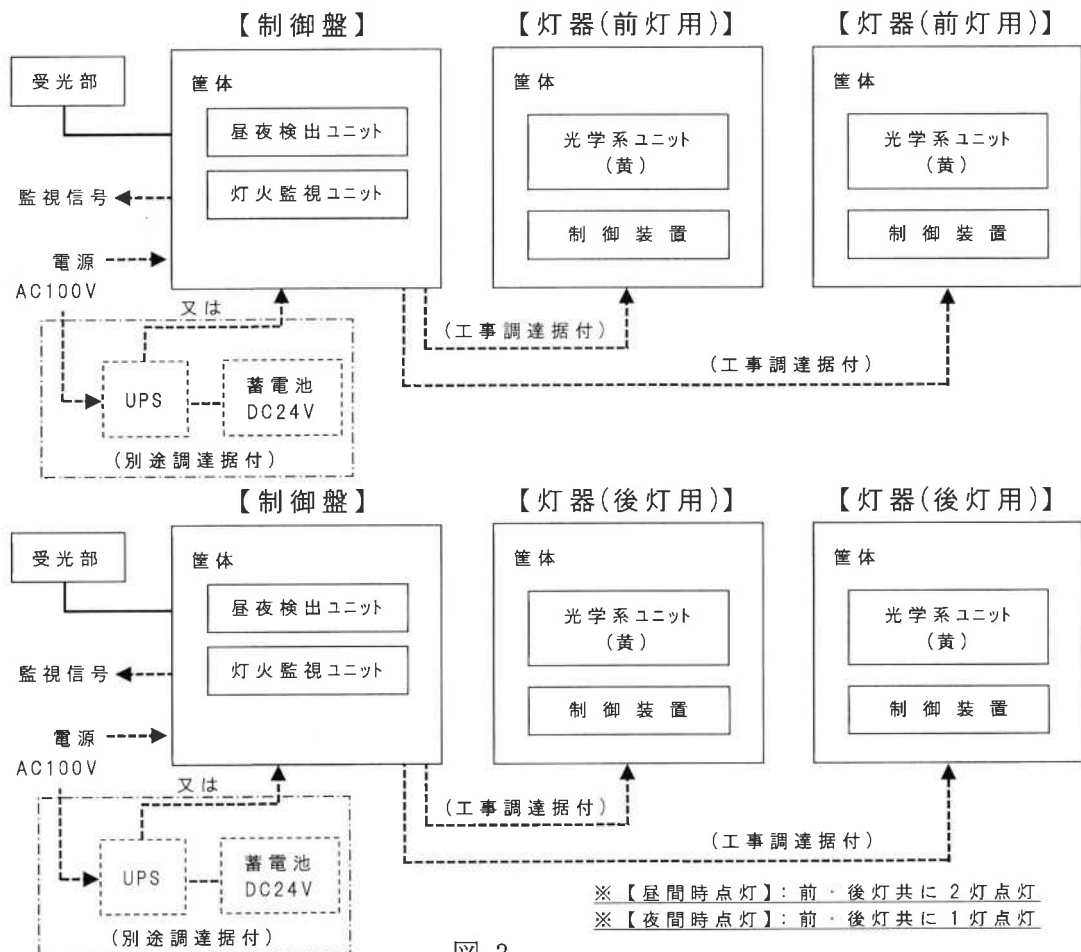 【制御盤】
【灯器(前灯用)】
【灯器(前灯用)】
受光部
筐体
昼夜検出ユニット
灯火監視ユニット
監視信号
電源
AC100V
又は
UPS
蓄電池
DC24V
(別途調達据付)
筐体
光学系ユニット
(黄)
制御装置
筐体
光学系ユニット
(黄)
制御装置
(工事調達据付)
(工事調達据付)
【制御盤】
【灯器(後灯用)】
【灯器(後灯用)】
受光部
筐体
昼夜検出ユニット
灯火監視ユニット
監視信号
電源
AC100V
又は
UPS
蓄電池
DC24V
(別途調達据付)
筐体
光学系ユニット
(黄)
制御装置
筐体
光学系ユニット
(黄)
制御装置
(工事調達据付)
(工事調達据付)
※【昼間時点灯】:前・後灯共に2灯点灯
※【夜間時点灯】:前・後灯共に1灯点灯